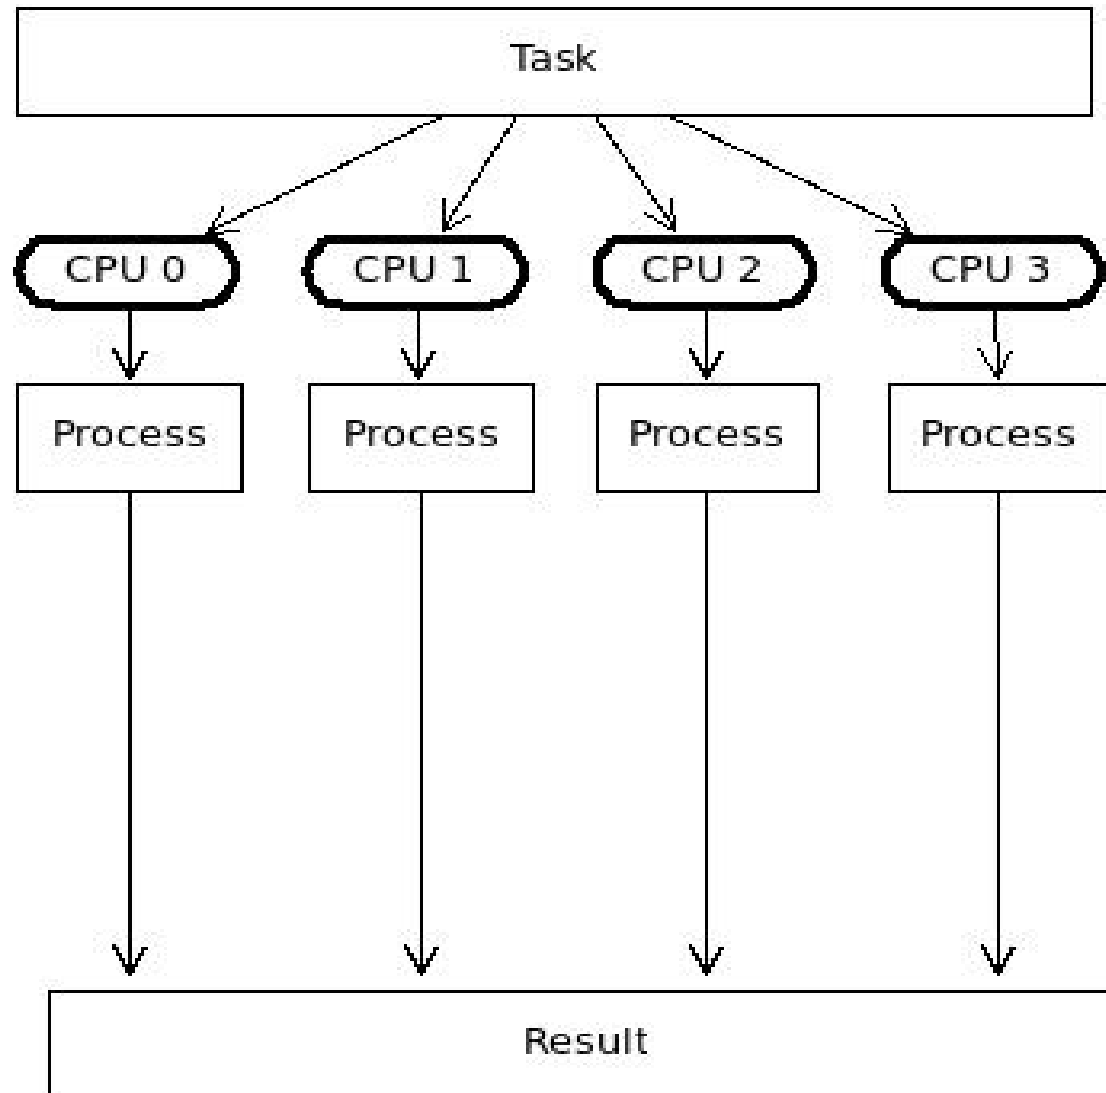 Task
CPU 0
CPU 1
CPU 2
CPU 3
Process
Process
Process
Process
Result